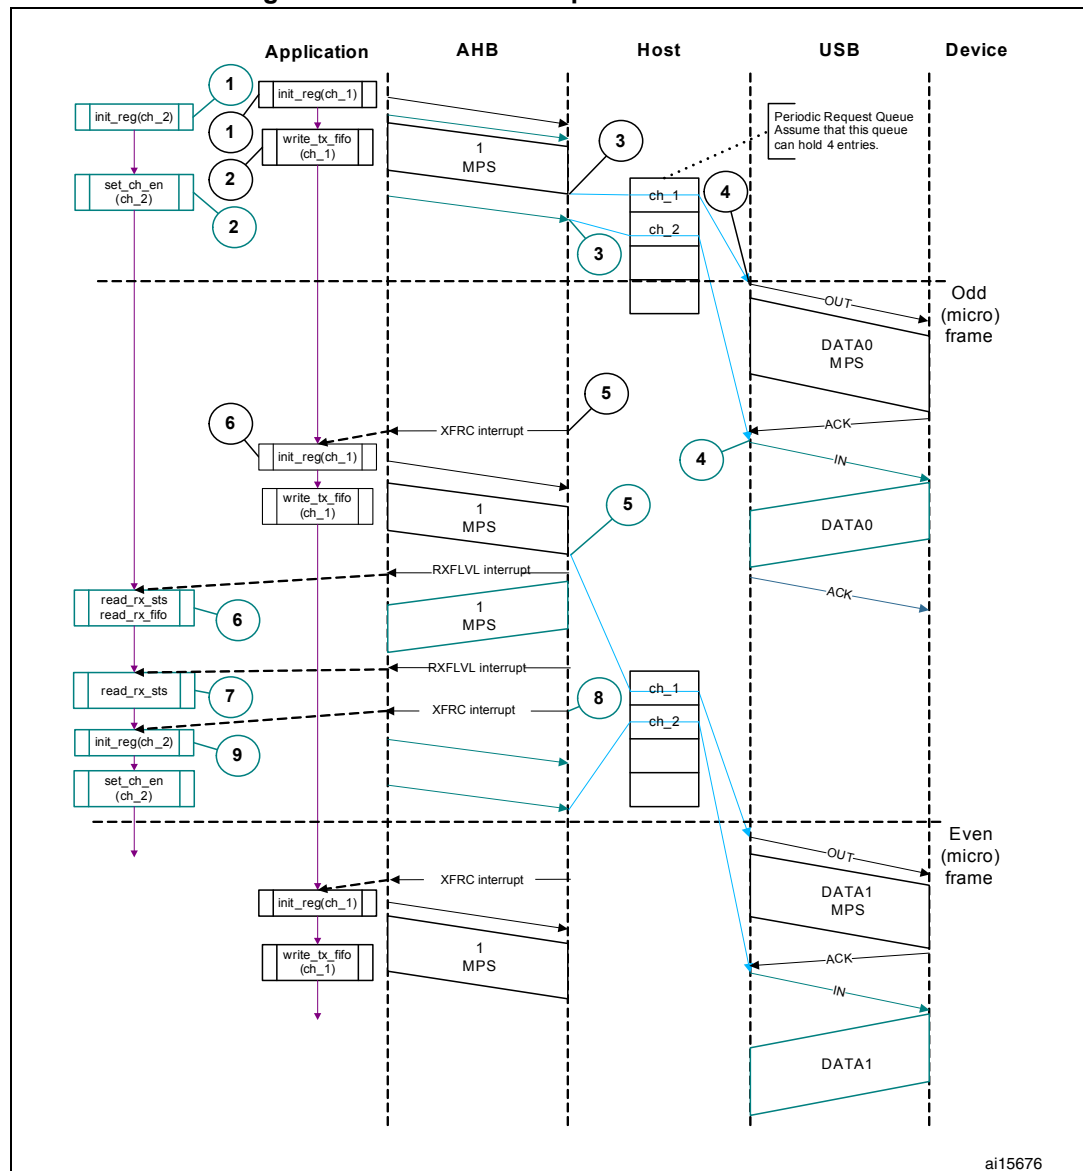 Application
AHB
Host
USB
Device
1
init_reg(ch_2)
init_reg(ch_1)
1
write_tx_fifo
(ch_1)
2
set_ch_en
(ch_2)
2
1
MPS
3
3
Periodic Request Queue
Assume that this queue
can hold 4 entries.
ch_1
ch_2
4
OUT
Odd
(micro)
frame
DATA0
MPS
ACK
5
XFRC interrupt
6
init_reg(ch_1)
4
IN
write_tx_fifo
(ch_1)
1
MPS
5
DATA0
RXFLVL interrupt
ACK
read_rx_sts
read_rx_fifo
6
1
MPS
RXFLVL interrupt
read_rx_sts
7
XFRC interrupt
8
ch_1
ch_2
init_reg(ch_2)
9
set_ch_en
(ch_2)
Even
(micro)
frame
OUT
XFRC interrupt
init_reg(ch_1)
DATA1
MPS
write_tx_fifo
(ch_1)
1
MPS
ACK
IN
DATA1
ai15676